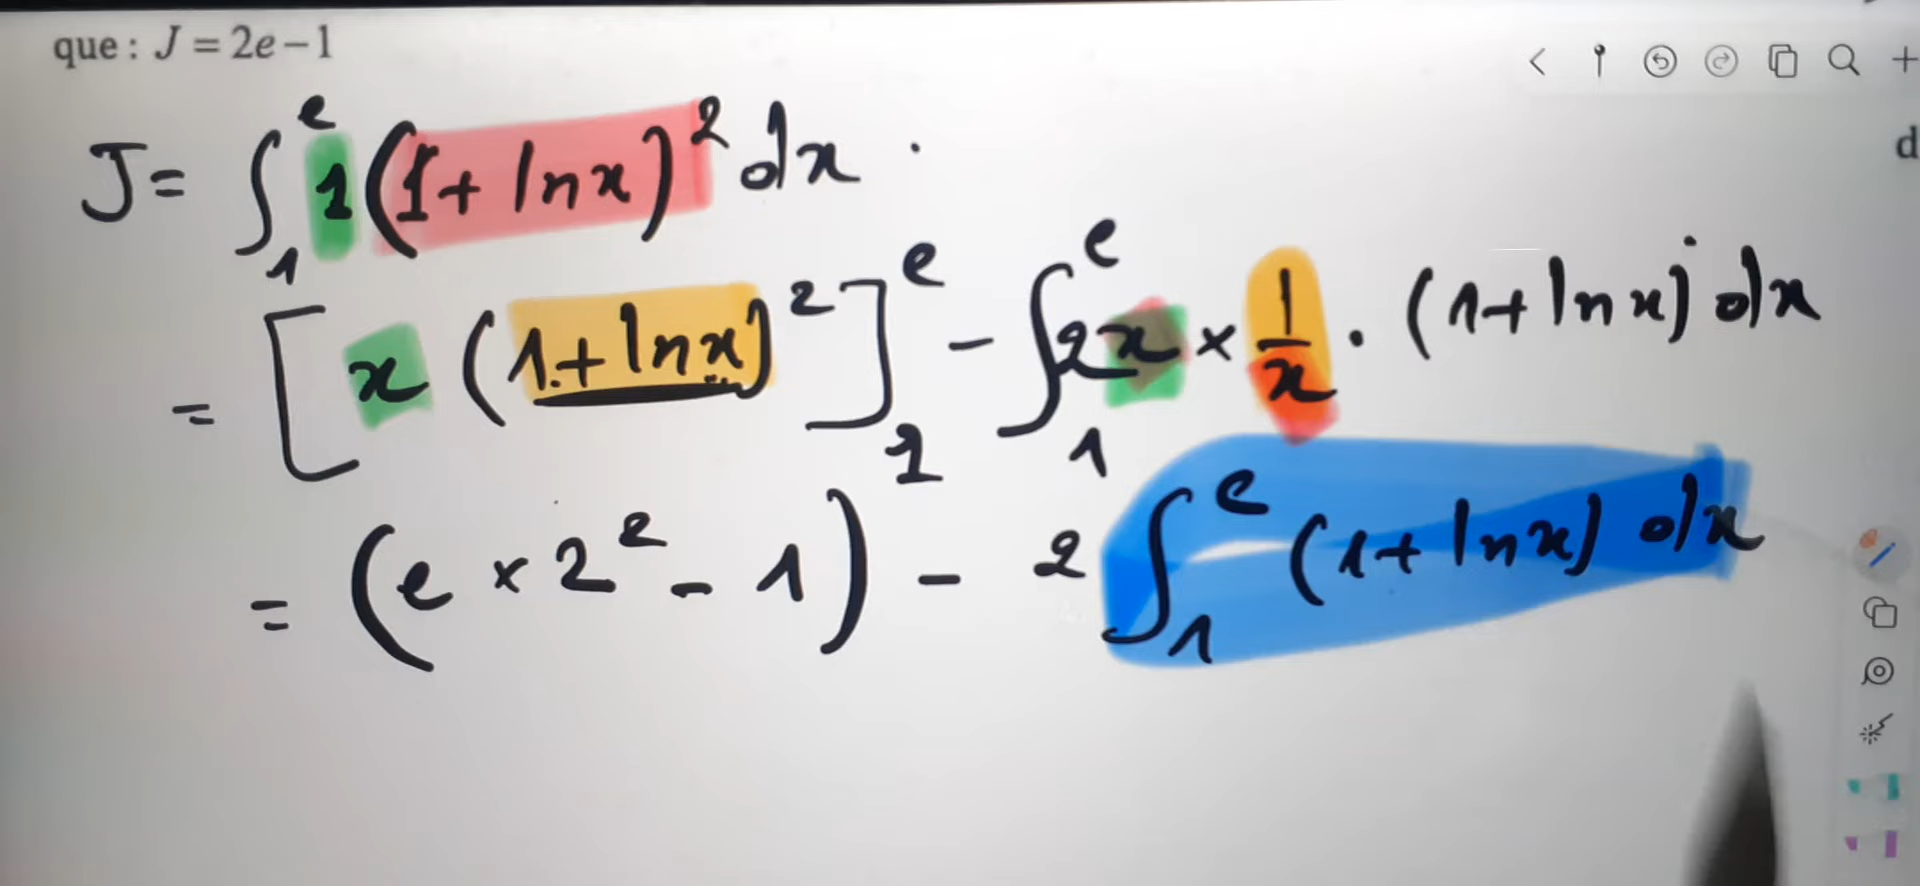 que : J = 2e – 1
d
J = ∫₁ᵉ 1(1 + ln x)² dx .
= [x (1 + ln x)²]₁ᵉ – ∫₁ᵉ 2x × 1/x . (1 + ln x) dx
= (e × 2² – 1) – 2 ∫₁ᵉ (1 + ln x) dx